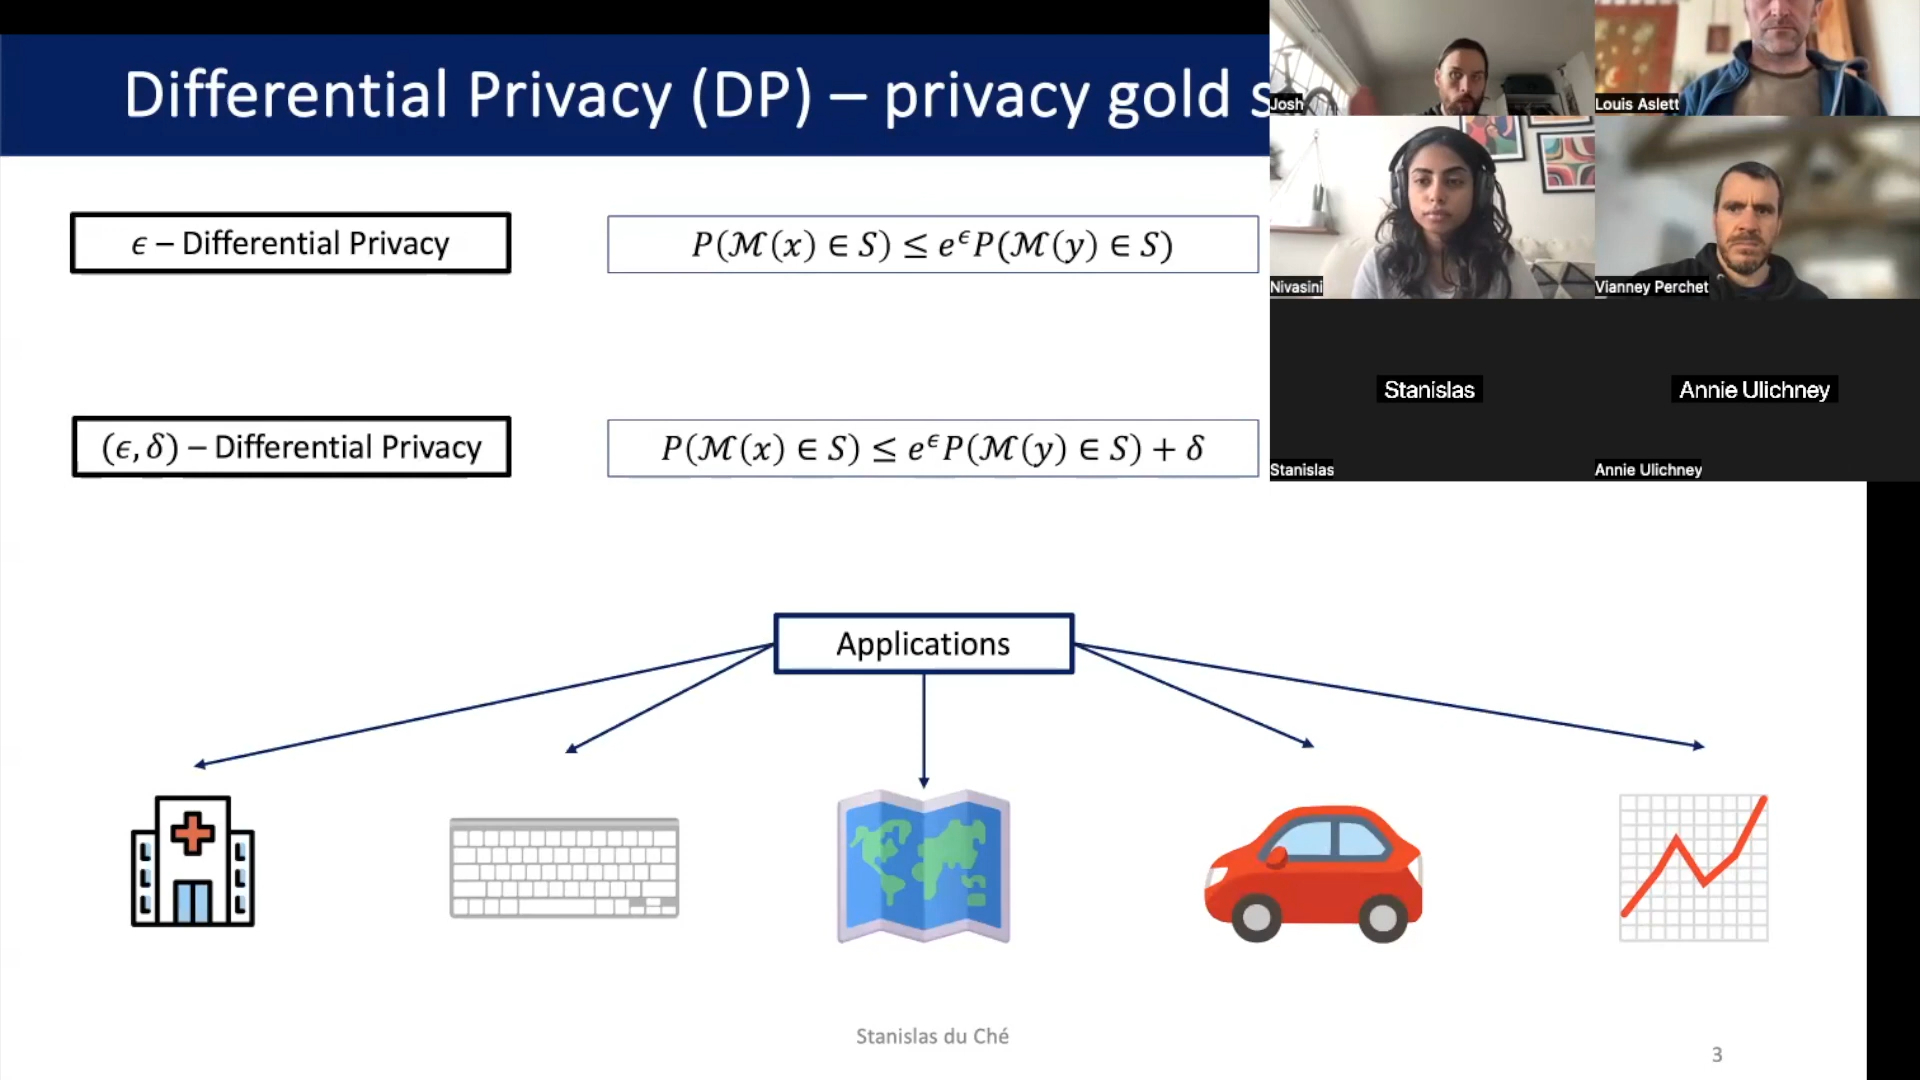 Differential Privacy (DP) – privacy gold s
Josh
Louis Aslett
Nivasini
Vianney Perchet
Stanislas
Annie Ulichney
Stanislas
Annie Ulichney
ϵ – Differential Privacy
P(ℳ(x) ∈ S) ≤ e^ϵ P(ℳ(y) ∈ S)
(ϵ, δ) – Differential Privacy
P(ℳ(x) ∈ S) ≤ e^ϵ P(ℳ(y) ∈ S) + δ
Applications
Stanislas du Ché
3